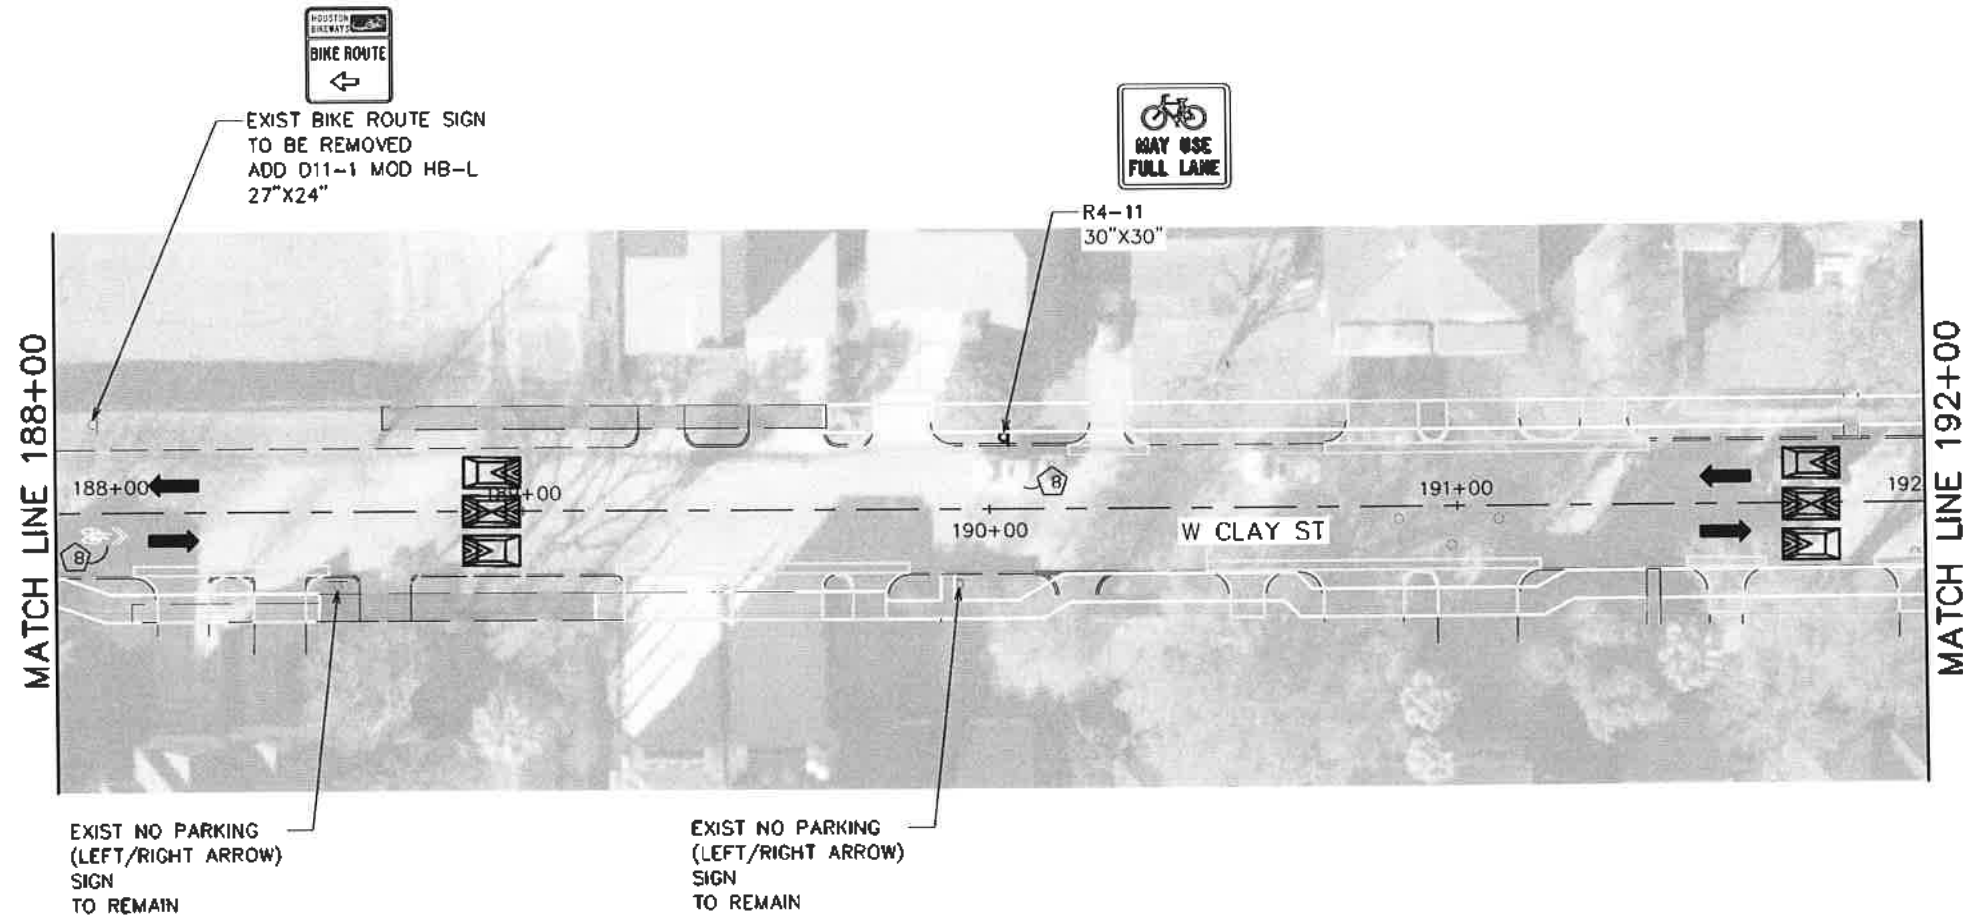 HOUSTON
BIKEWAYS
BIKE ROUTE
EXIST BIKE ROUTE SIGN
TO BE REMOVED
ADD D11-1 MOD HB-L
27"X24"
MAY USE
FULL LANE
R4-11
30"X30"
MATCH LINE 188+00
188+00
189+00
190+00
191+00
192
W CLAY ST
8
8
MATCH LINE 192+00
EXIST NO PARKING
(LEFT/RIGHT ARROW)
SIGN
TO REMAIN
EXIST NO PARKING
(LEFT/RIGHT ARROW)
SIGN
TO REMAIN